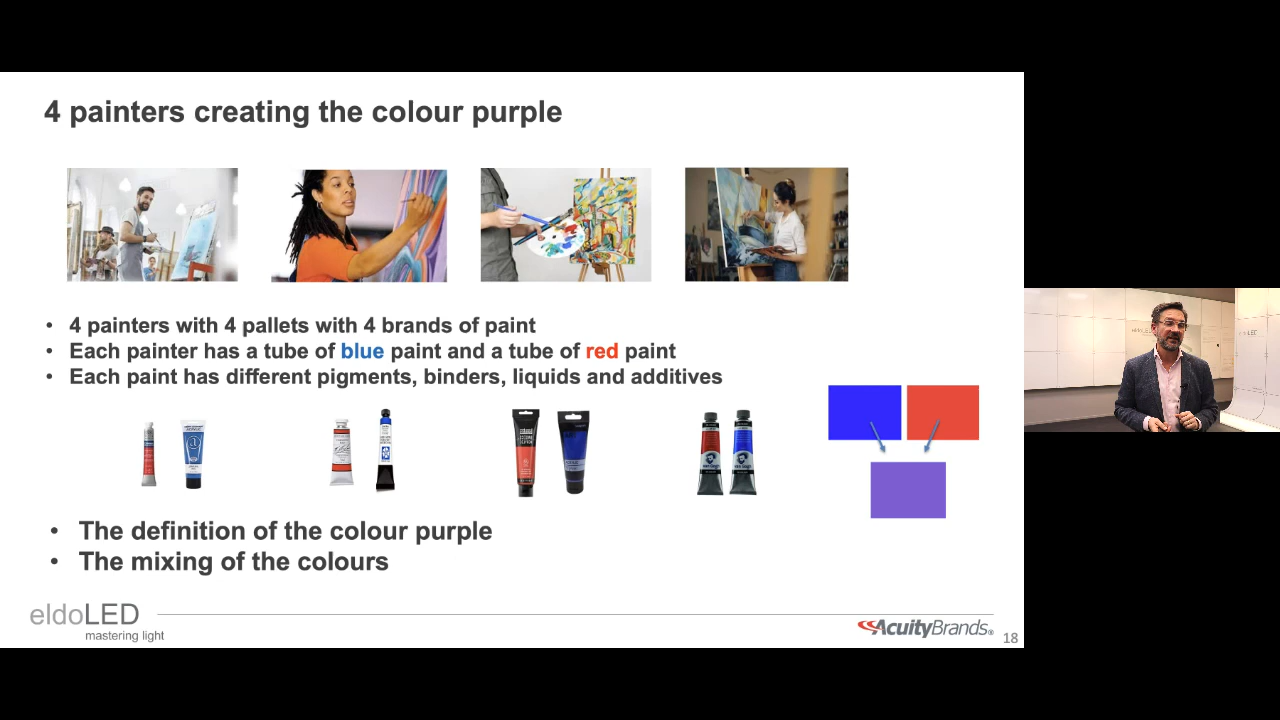 4 painters creating the colour purple
• 4 painters with 4 pallets with 4 brands of paint
• Each painter has a tube of blue paint and a tube of red paint
• Each paint has different pigments, binders, liquids and additives
• The definition of the colour purple
• The mixing of the colours
eldoLED
mastering light
AcuityBrands®
18